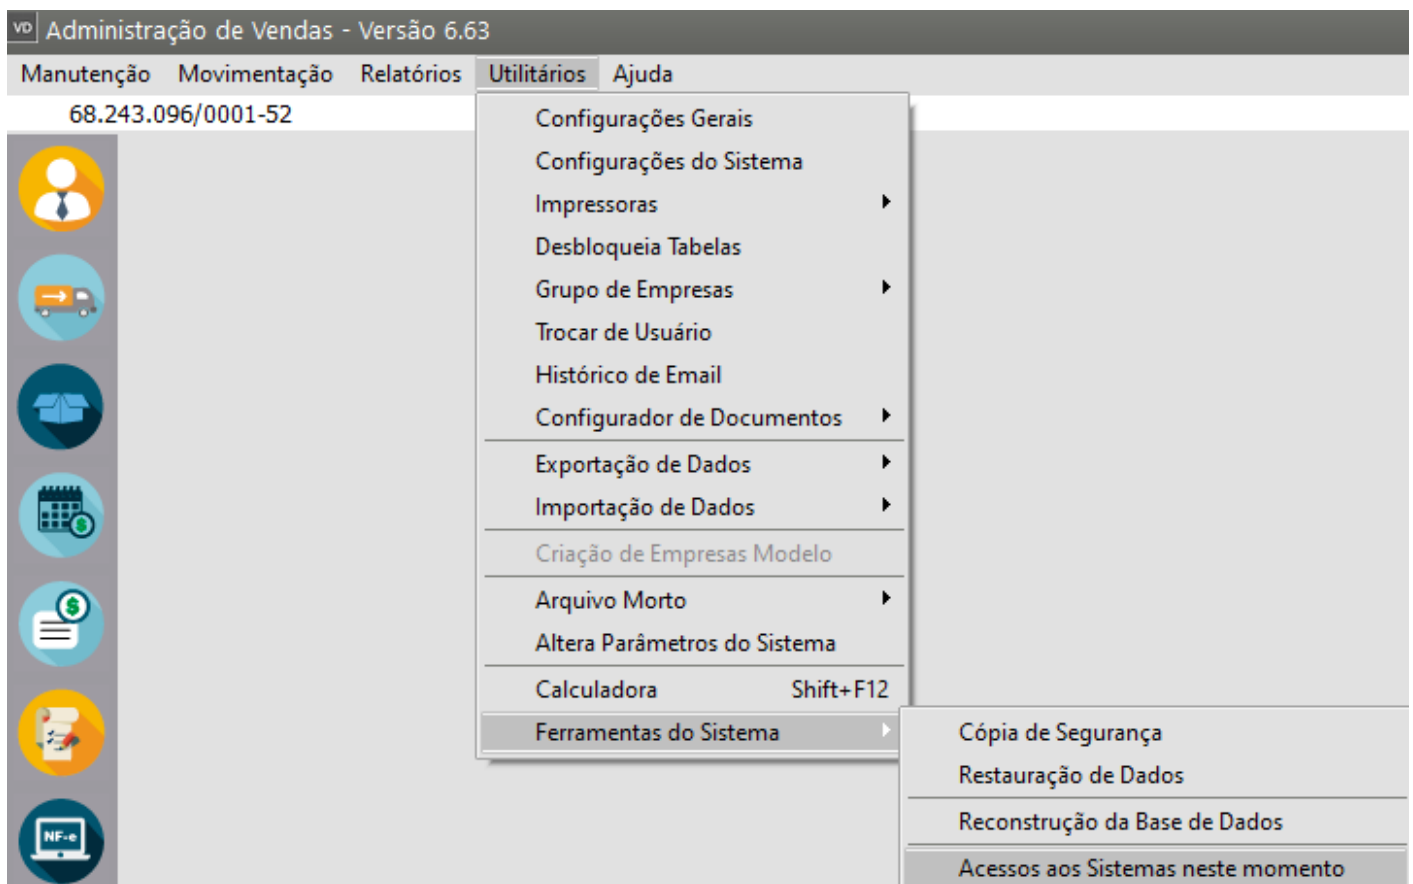 VD Administração de Vendas - Versão 6.63
Manutenção Movimentação Relatórios Utilitários Ajuda
68.243.096/0001-52
Configurações Gerais
Configurações do Sistema
Impressoras
Desbloqueia Tabelas
Grupo de Empresas
Trocar de Usuário
Histórico de Email
Configurador de Documentos
Exportação de Dados
Importação de Dados
Criação de Empresas Modelo
Arquivo Morto
Altera Parâmetros do Sistema
Calculadora Shift+F12
Ferramentas do Sistema
Cópia de Segurança
Restauração de Dados
Reconstrução da Base de Dados
Acessos aos Sistemas neste momento
$
$
NF-e